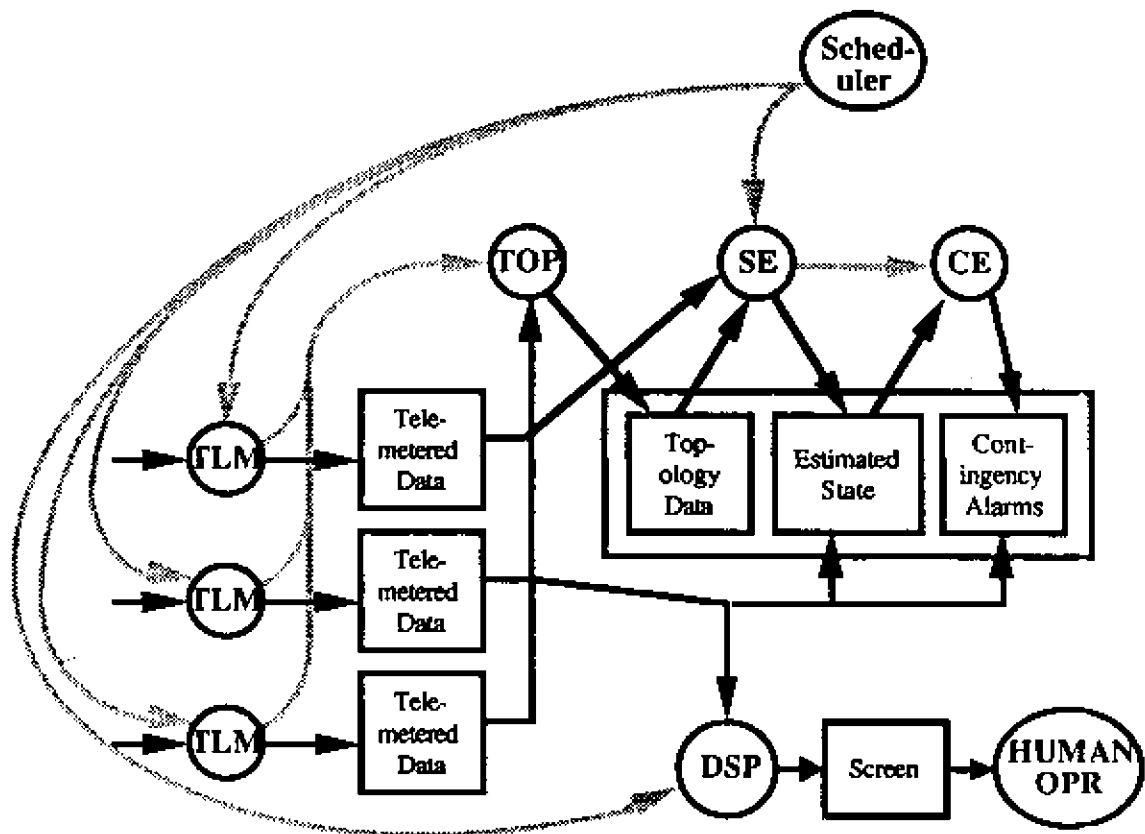 Sched-
uler
TOP
SE
CE
TLM
Tele-
metered
Data
Top-
ology
Data
Estimated
State
Cont-
ingency
Alarms
TLM
Tele-
metered
Data
TLM
Tele-
metered
Data
DSP
Screen
HUMAN
OPR